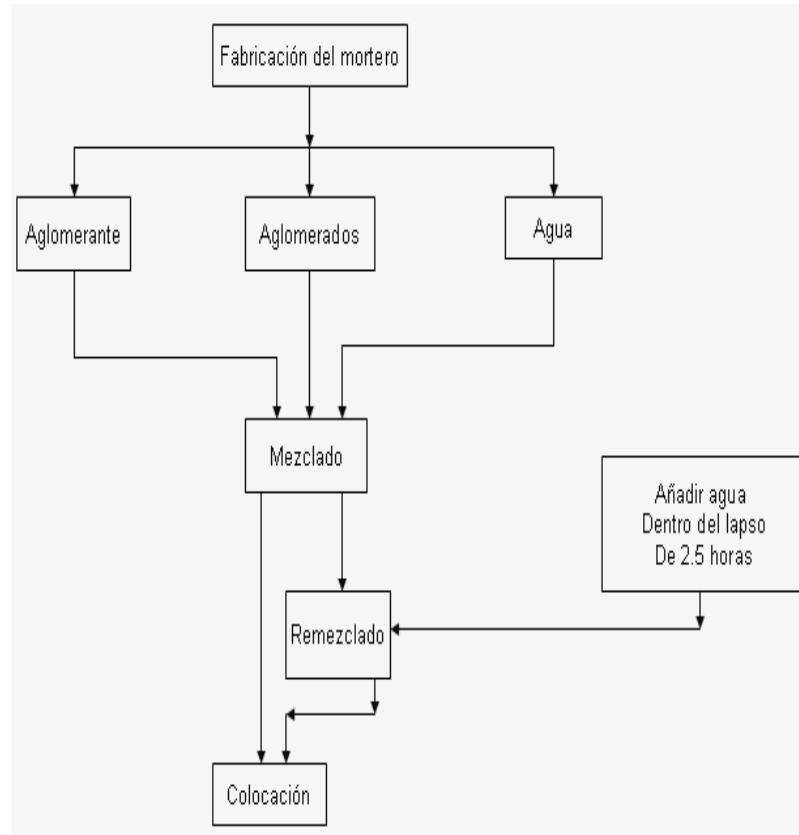 Fabricación del mortero
Aglomerante
Aglomerados
Agua
Mezclado
Añadir agua
Dentro del lapso
De 2.5 horas
Remezclado
Colocación